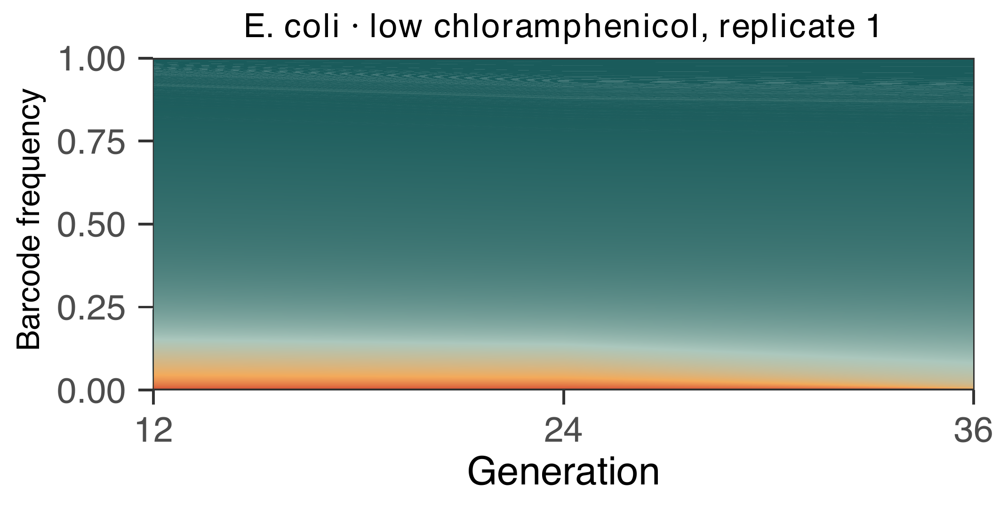 E. coli · low chloramphenicol, replicate 1
1.00
0.75
0.50
0.25
0.00
Barcode frequency
12 24 36
Generation